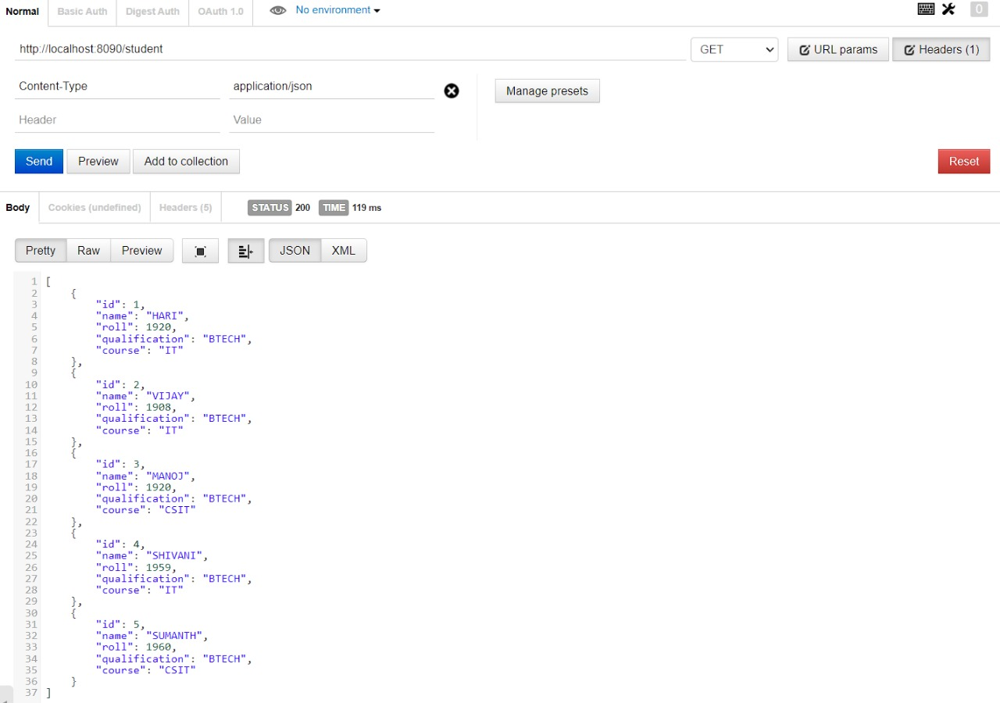 Normal Basic Auth Digest Auth OAuth 1.0 No environment 0
http://localhost:8090/student GET URL params Headers (1)
Content-Type application/json Manage presets
Header Value
Send Preview Add to collection Reset
Body Cookies (undefined) Headers (5) STATUS 200 TIME 119 ms
Pretty Raw Preview JSON XML
1 [
2 {
3 "id": 1,
4 "name": "HARI",
5 "roll": 1920,
6 "qualification": "BTECH",
7 "course": "IT"
8 },
9 {
10 "id": 2,
11 "name": "VIJAY",
12 "roll": 1908,
13 "qualification": "BTECH",
14 "course": "IT"
15 },
16 {
17 "id": 3,
18 "name": "MANOJ",
19 "roll": 1920,
20 "qualification": "BTECH",
21 "course": "CSIT"
22 },
23 {
24 "id": 4,
25 "name": "SHIVANI",
26 "roll": 1959,
27 "qualification": "BTECH",
28 "course": "IT"
29 },
30 {
31 "id": 5,
32 "name": "SUMANTH",
33 "roll": 1960,
34 "qualification": "BTECH",
35 "course": "CSIT"
36 }
37 ]